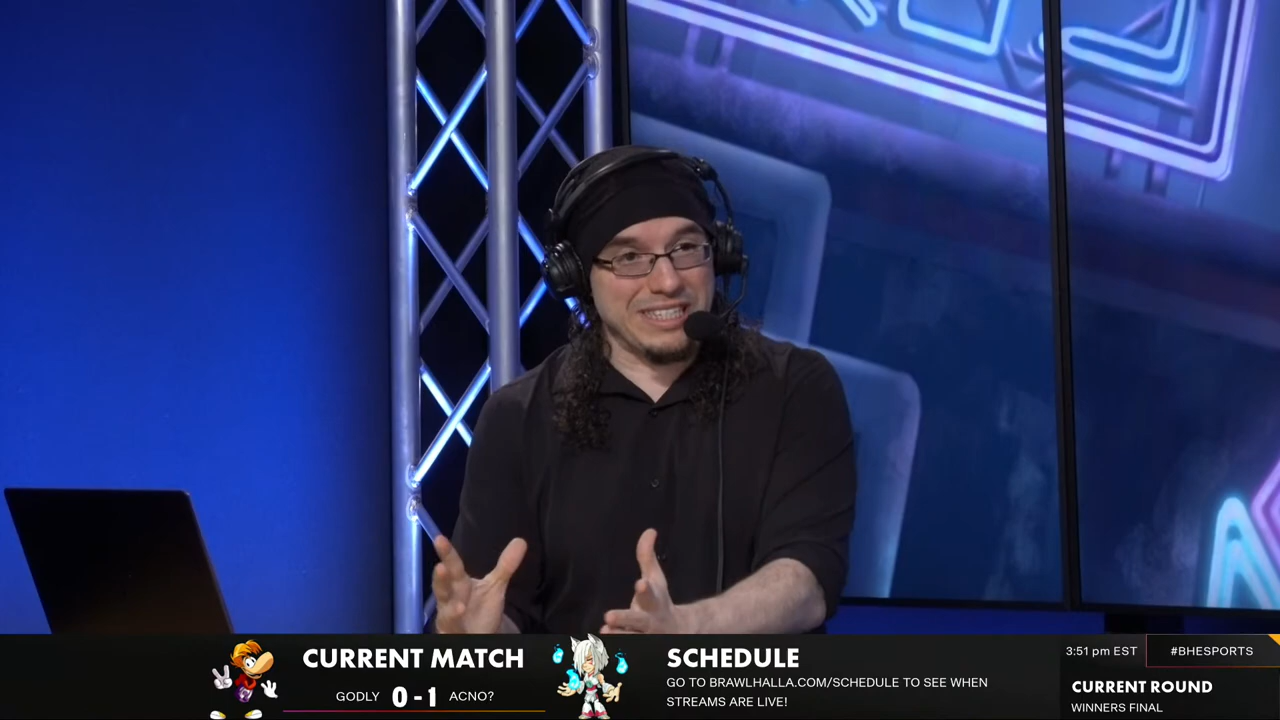 CURRENT MATCH
GODLY 0 - 1 ACNO?
SCHEDULE
GO TO BRAWLHALLA.COM/SCHEDULE TO SEE WHEN
STREAMS ARE LIVE!
3:51 pm EST
#BHESPORTS
CURRENT ROUND
WINNERS FINAL